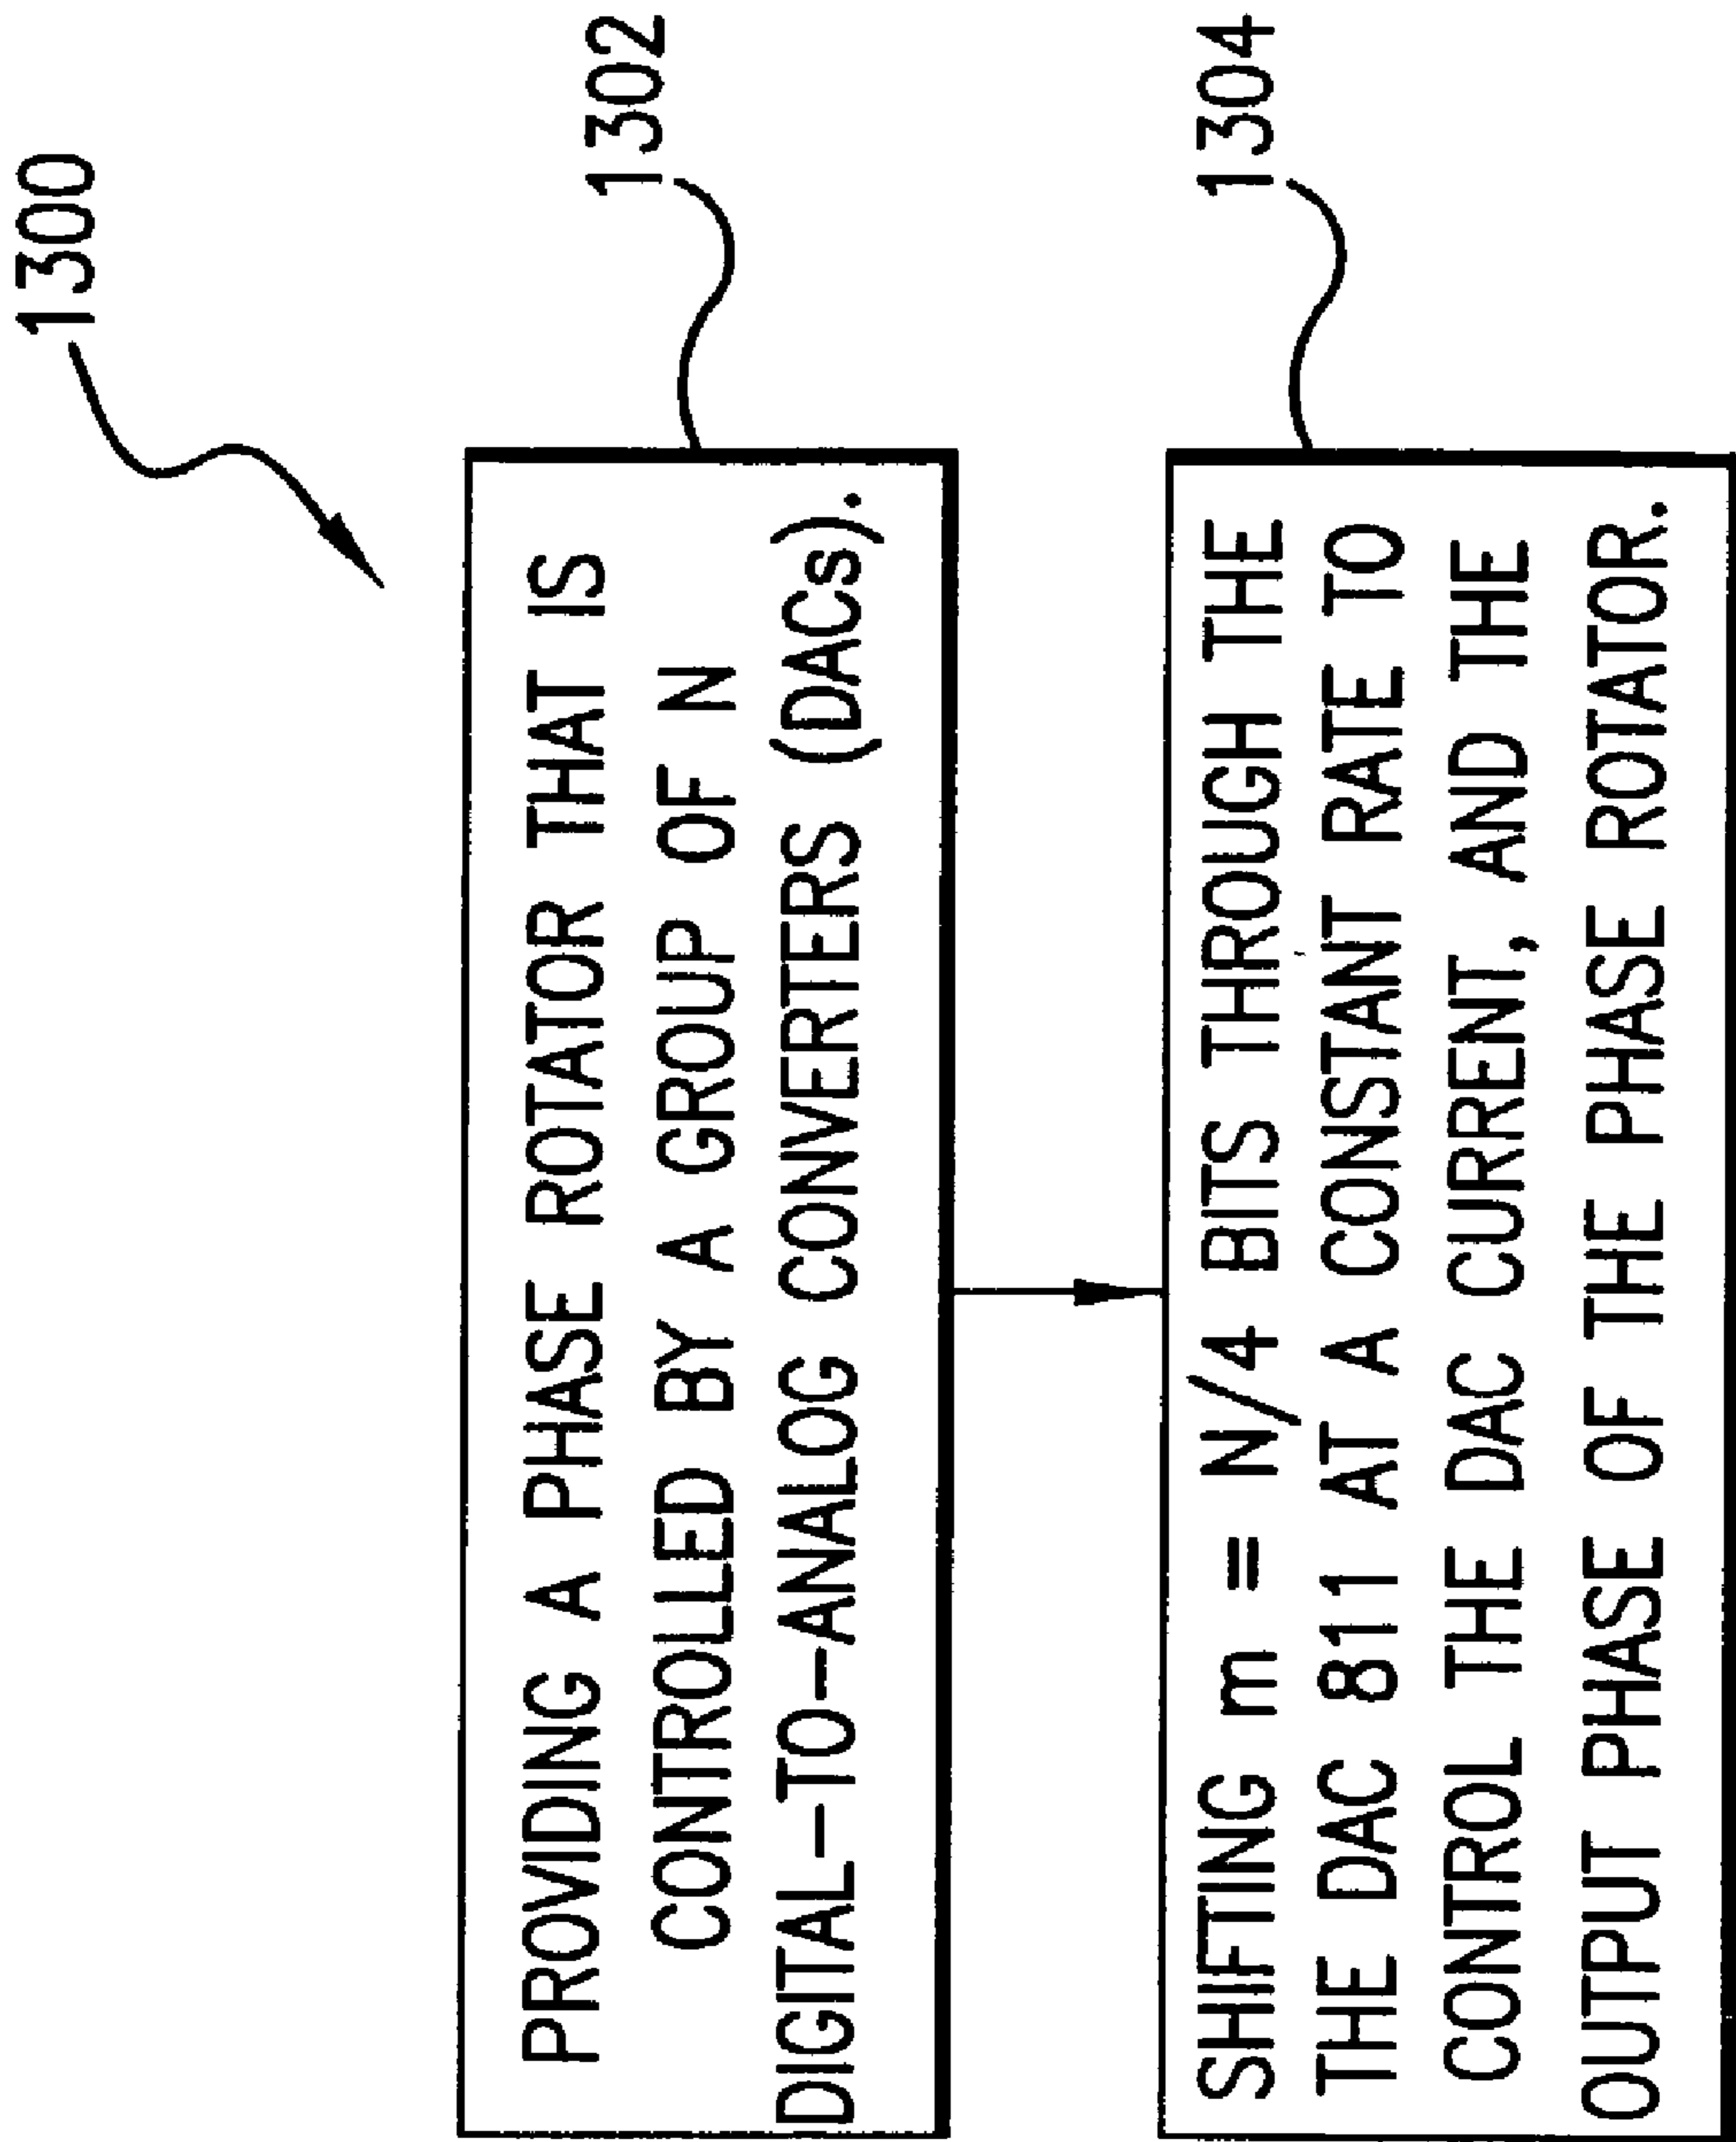 1300
PROVIDING A PHASE ROTATOR THAT IS
CONTROLLED BY A GROUP OF N
DIGITAL-TO-ANALOG CONVERTERS (DACs).
1302
SHIFTING m = N/4 BITS THROUGH THE
THE DAC 811 AT A CONSTANT RATE TO
CONTROL THE DAC CURRENT, AND THE
OUTPUT PHASE OF THE PHASE ROTATOR.
1304